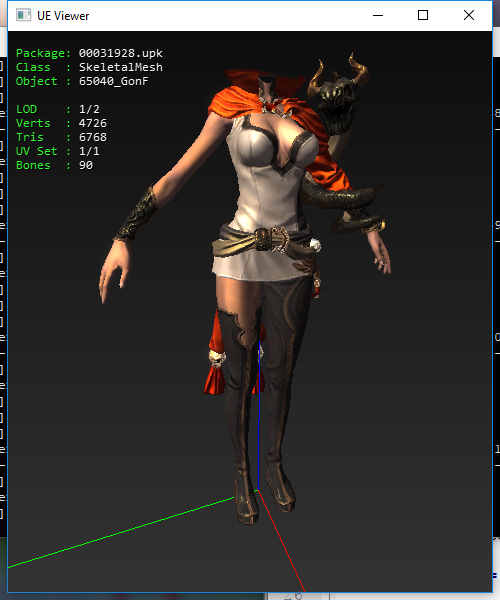 UE Viewer
Package: 00031928.upk
Class : SkeletalMesh
Object : 65040_GonF
LOD : 1/2
Verts : 4726
Tris : 6768
UV Set : 1/1
Bones : 90
26